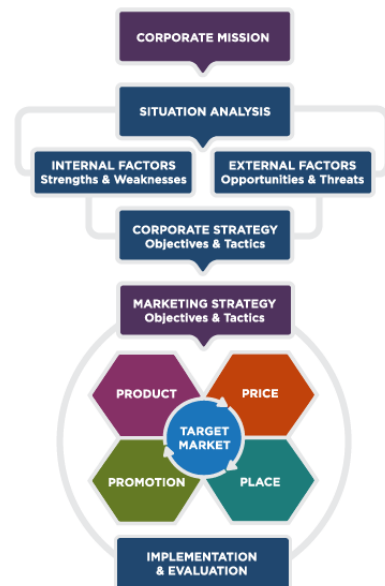 CORPORATE MISSION
SITUATION ANALYSIS
INTERNAL FACTORS
Strengths & Weaknesses
EXTERNAL FACTORS
Opportunities & Threats
CORPORATE STRATEGY
Objectives & Tactics
MARKETING STRATEGY
Objectives & Tactics
PRODUCT
PRICE
TARGET
MARKET
PROMOTION
PLACE
IMPLEMENTATION
& EVALUATION